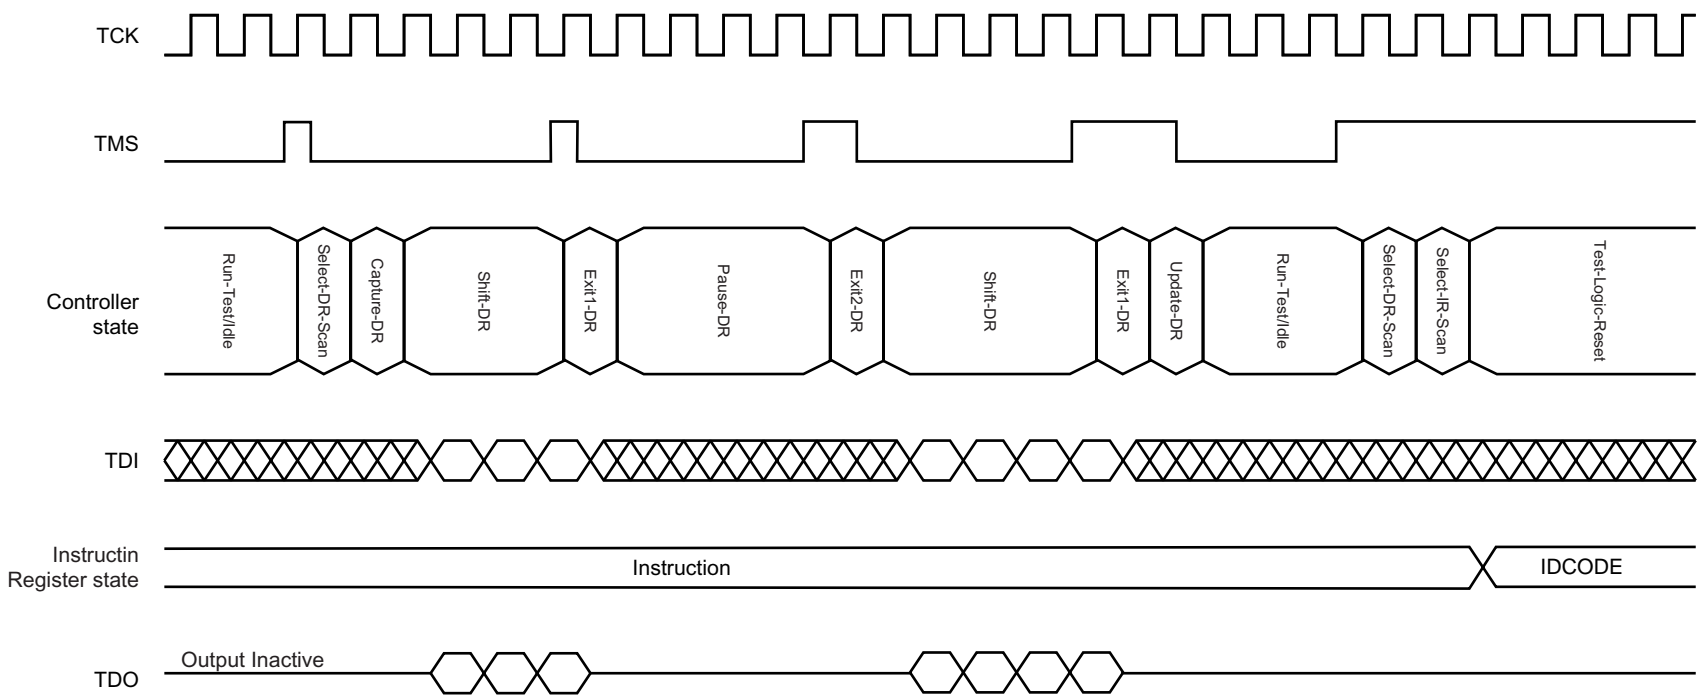 TCK
TMS
Controller
state
Run-Test/Idle
Select-DR-Scan
Capture-DR
Shift-DR
Exit1-DR
Pause-DR
Exit2-DR
Shift-DR
Exit1-DR
Update-DR
Run-Test/Idle
Select-DR-Scan
Select-IR-Scan
Test-Logic-Reset
TDI
Instructin
Register state
Instruction
IDCODE
TDO
Output Inactive